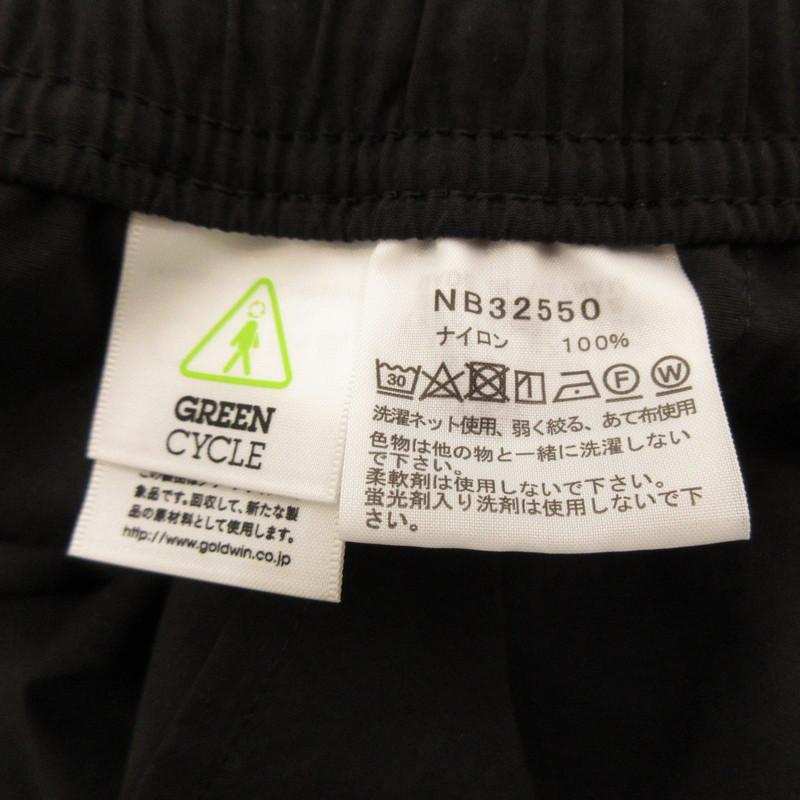 GREEN
CYCLE
象品です。回収して、新たな製
品の原材料として使用します。
http://www.goldwin.co.jp
NB32550
ナイロン 100%
30
F W
洗濯ネット使用、弱く絞る、あて布使用
色物は他の物と一緒に洗濯しない
で下さい。
柔軟剤は使用しないで下さい。
蛍光剤入り洗剤は使用しないで下
さい。